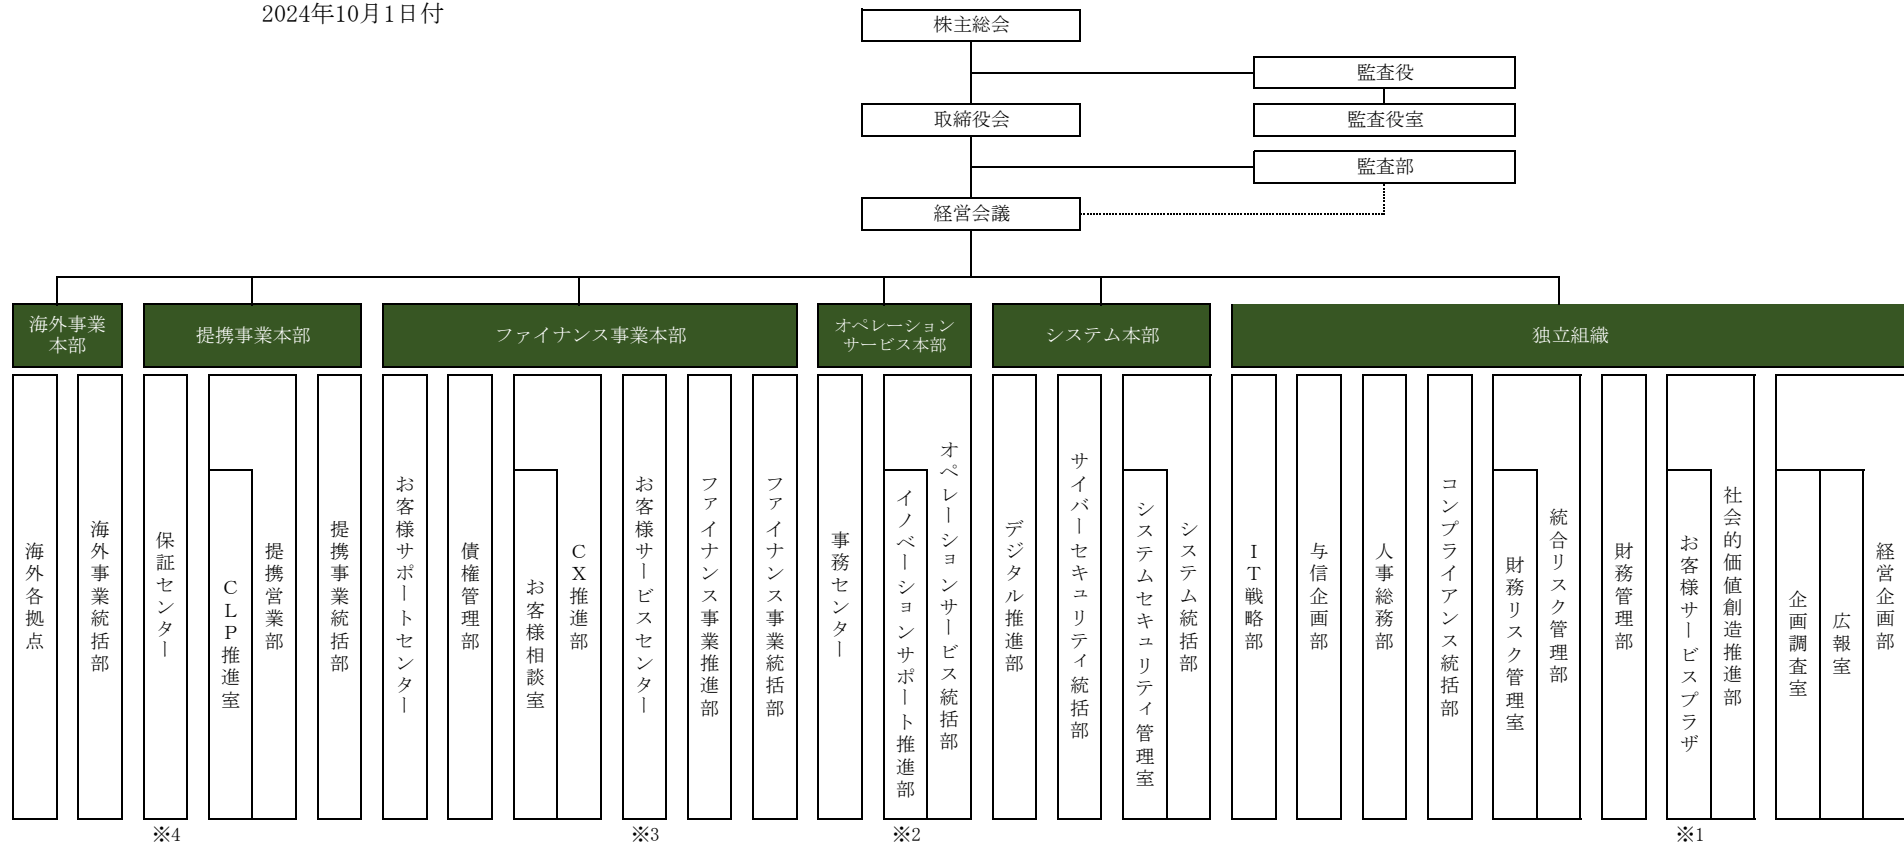 2024年10月1日付
株主総会
監査役
取締役会
監査役室
監査部
経営会議
海外事業
本部
提携事業本部
ファイナンス事業本部
オペレーション
サービス本部
システム本部
独立組織
海外各拠点
海外事業統括部
保証センター
CLP推進室
提携営業部
提携事業統括部
お客様サポートセンター
債権管理部
お客様相談室
CX推進部
お客様サービスセンター
ファイナンス事業推進部
ファイナンス事業統括部
事務センター
イノベーションサポート推進部
オペレーションサービス統括部
デジタル推進部
サイバーセキュリティ統括部
システムセキュリティ管理室
システム統括部
IT戦略部
与信企画部
人事総務部
コンプライアンス統括部
財務リスク管理室
統合リスク管理部
財務管理部
お客様サービスプラザ
社会的価値創造推進部
企画調査室
広報室
経営企画部
※4
※3
※2
※1